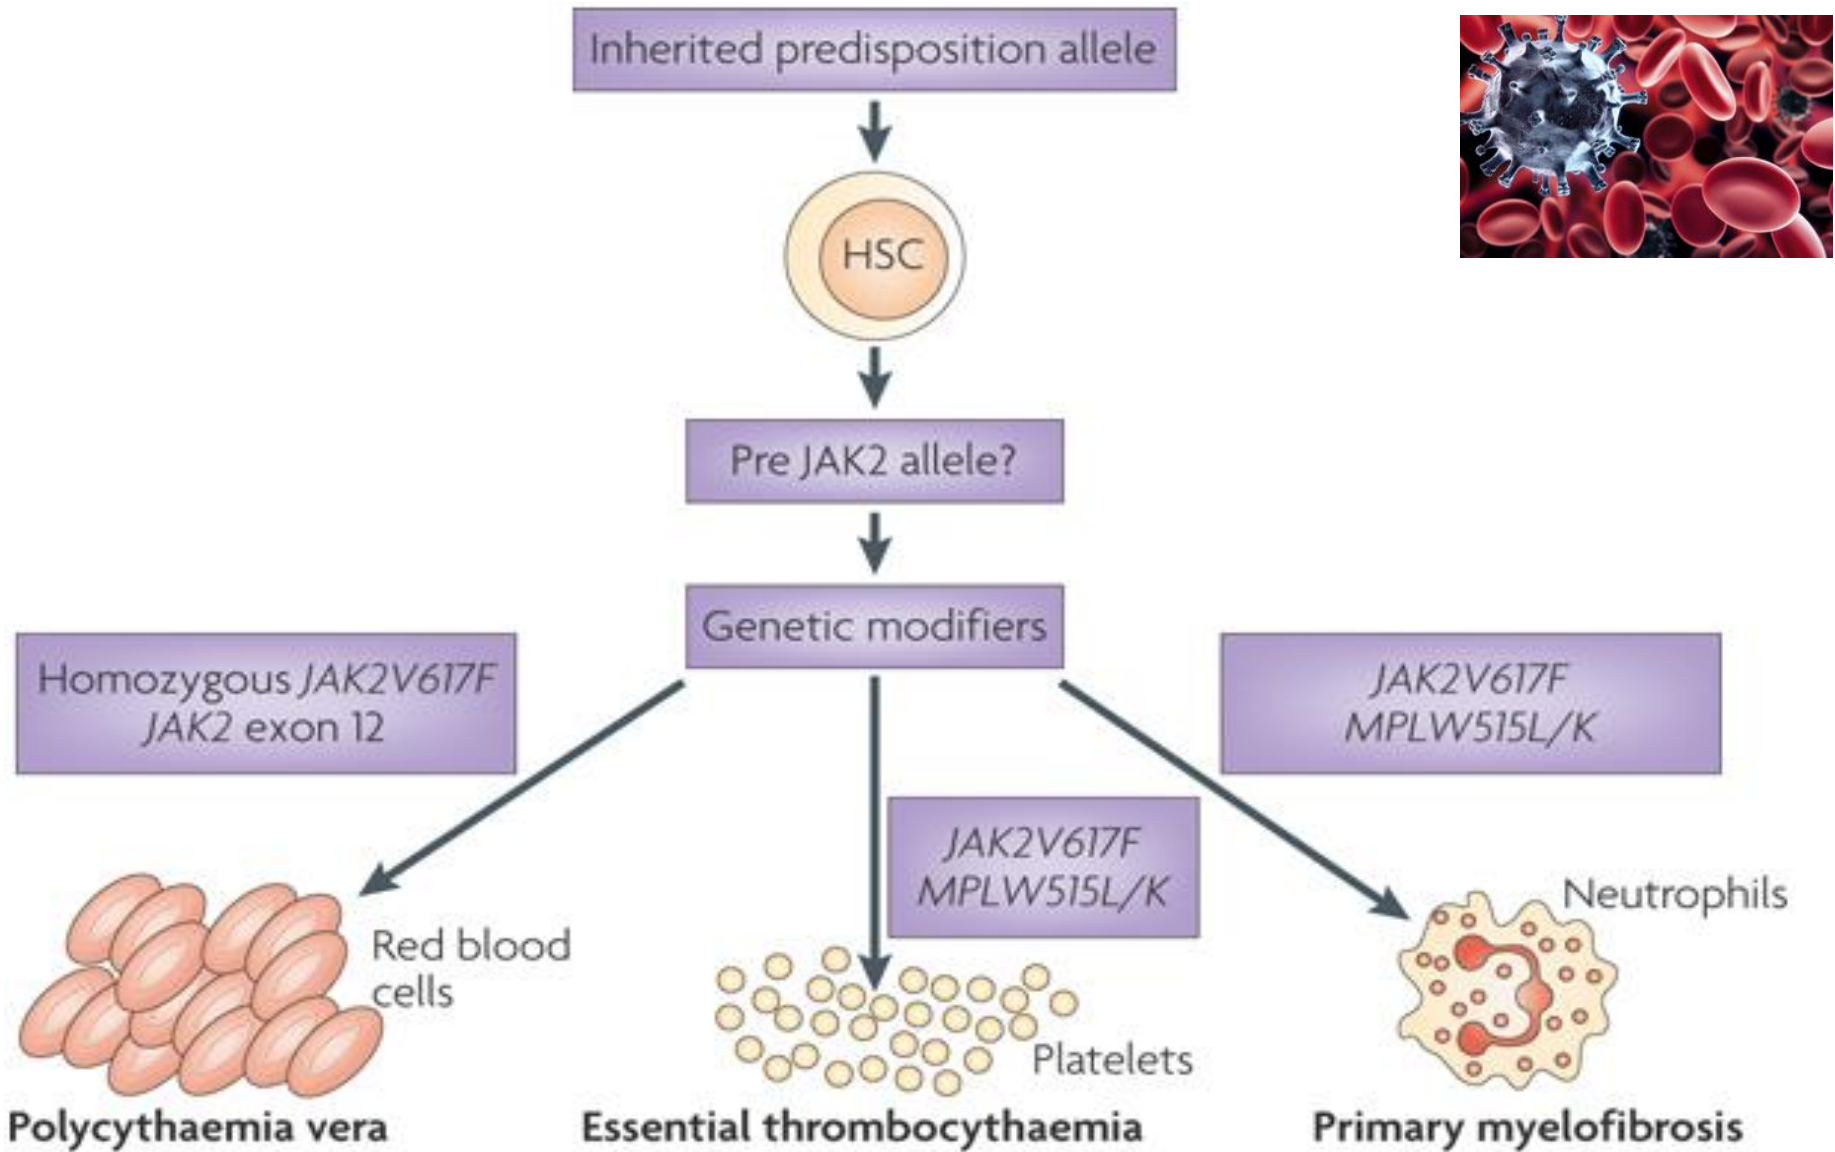 Inherited predisposition allele
HSC
Pre JAK2 allele?
Genetic modifiers
Homozygous JAK2V617F
JAK2 exon 12
JAK2V617F
MPLW515L/K
JAK2V617F
MPLW515L/K
Red blood
cells
Platelets
Neutrophils
Polycythaemia vera
Essential thrombocythaemia
Primary myelofibrosis